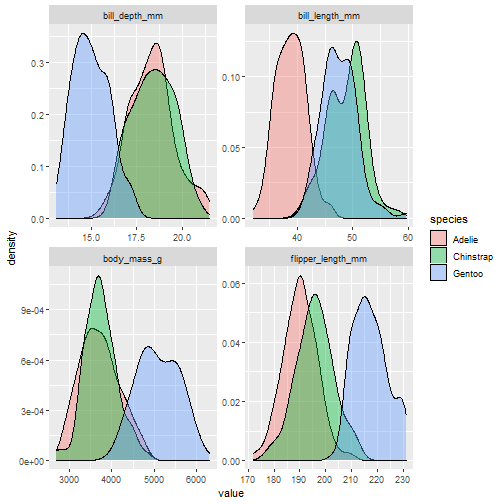 bill_depth_mm
bill_length_mm
0.3
0.2
0.1
0.0
15.0 17.5 20.0
0.10
0.05
0.00
40 50 60
density
body_mass_g
flipper_length_mm
9e-04
6e-04
3e-04
0e+00
3000 4000 5000 6000
0.06
0.04
0.02
0.00
170 180 190 200 210 220 230
value
species
Adelie
Chinstrap
Gentoo